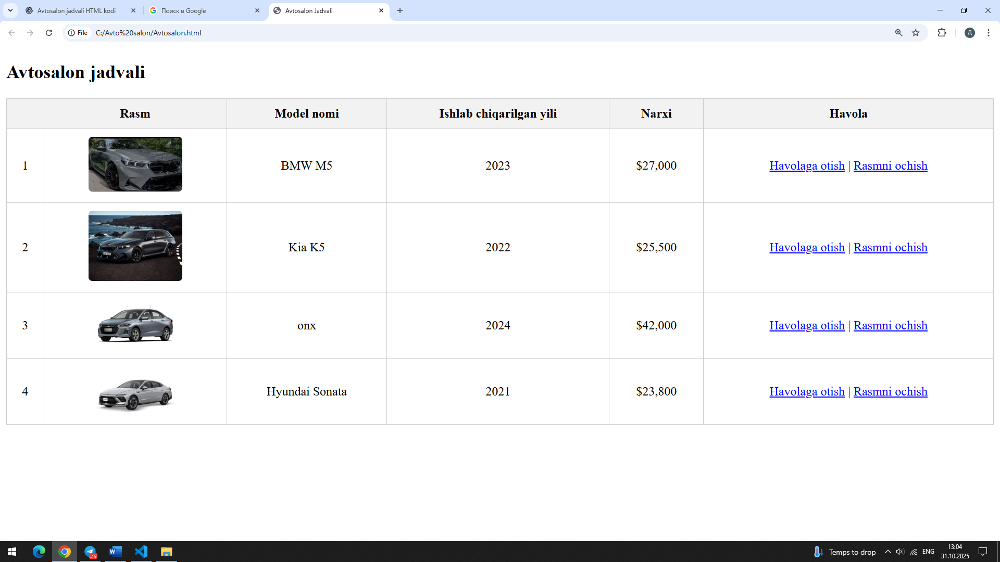 Avtosalon jadvali HTML kodi
Поиск в Google
Avtosalon Jadvali
File C:/Avto%20salon/Avtosalon.html
Д
Avtosalon jadvali
Rasm Model nomi Ishlab chiqarilgan yili Narxi Havola
1 BMW M5 2023 $27,000 Havolaga otish | Rasmni ochish
2 Kia K5 2022 $25,500 Havolaga otish | Rasmni ochish
3 onx 2024 $42,000 Havolaga otish | Rasmni ochish
4 Hyundai Sonata 2021 $23,800 Havolaga otish | Rasmni ochish
..19
W
Temps to drop
ENG
13:04
31.10.2025